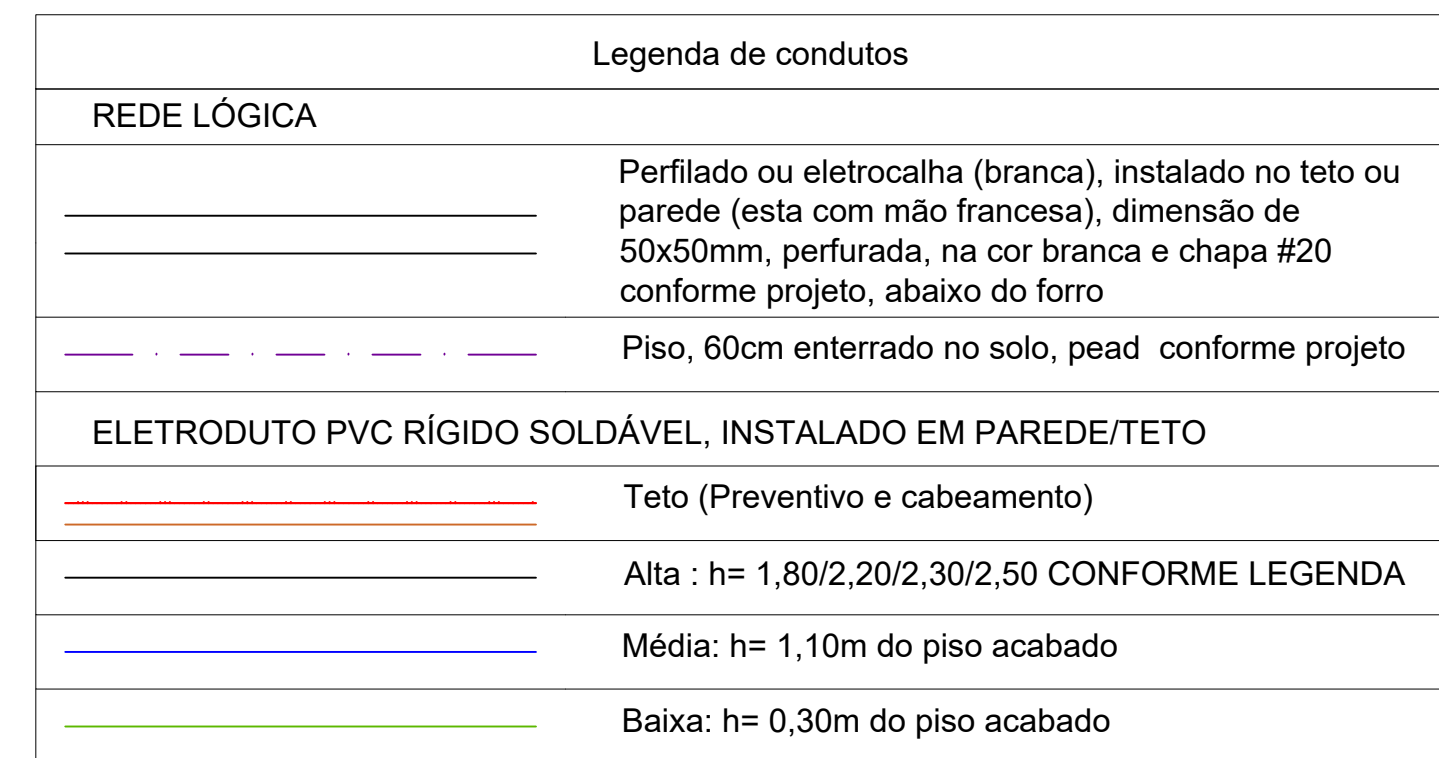 Legenda de condutos
REDE LÓGICA
Perfilado ou eletrocalha (branca), instalado no teto ou
parede (esta com mão francesa), dimensão de
50x50mm, perfurada, na cor branca e chapa #20
conforme projeto, abaixo do forro
Piso, 60cm enterrado no solo, pead  conforme projeto
ELETRODUTO PVC RÍGIDO SOLDÁVEL, INSTALADO EM PAREDE/TETO
Teto (Preventivo e cabeamento)
Alta : h= 1,80/2,20/2,30/2,50 CONFORME LEGENDA
Média: h= 1,10m do piso acabado
Baixa: h= 0,30m do piso acabado